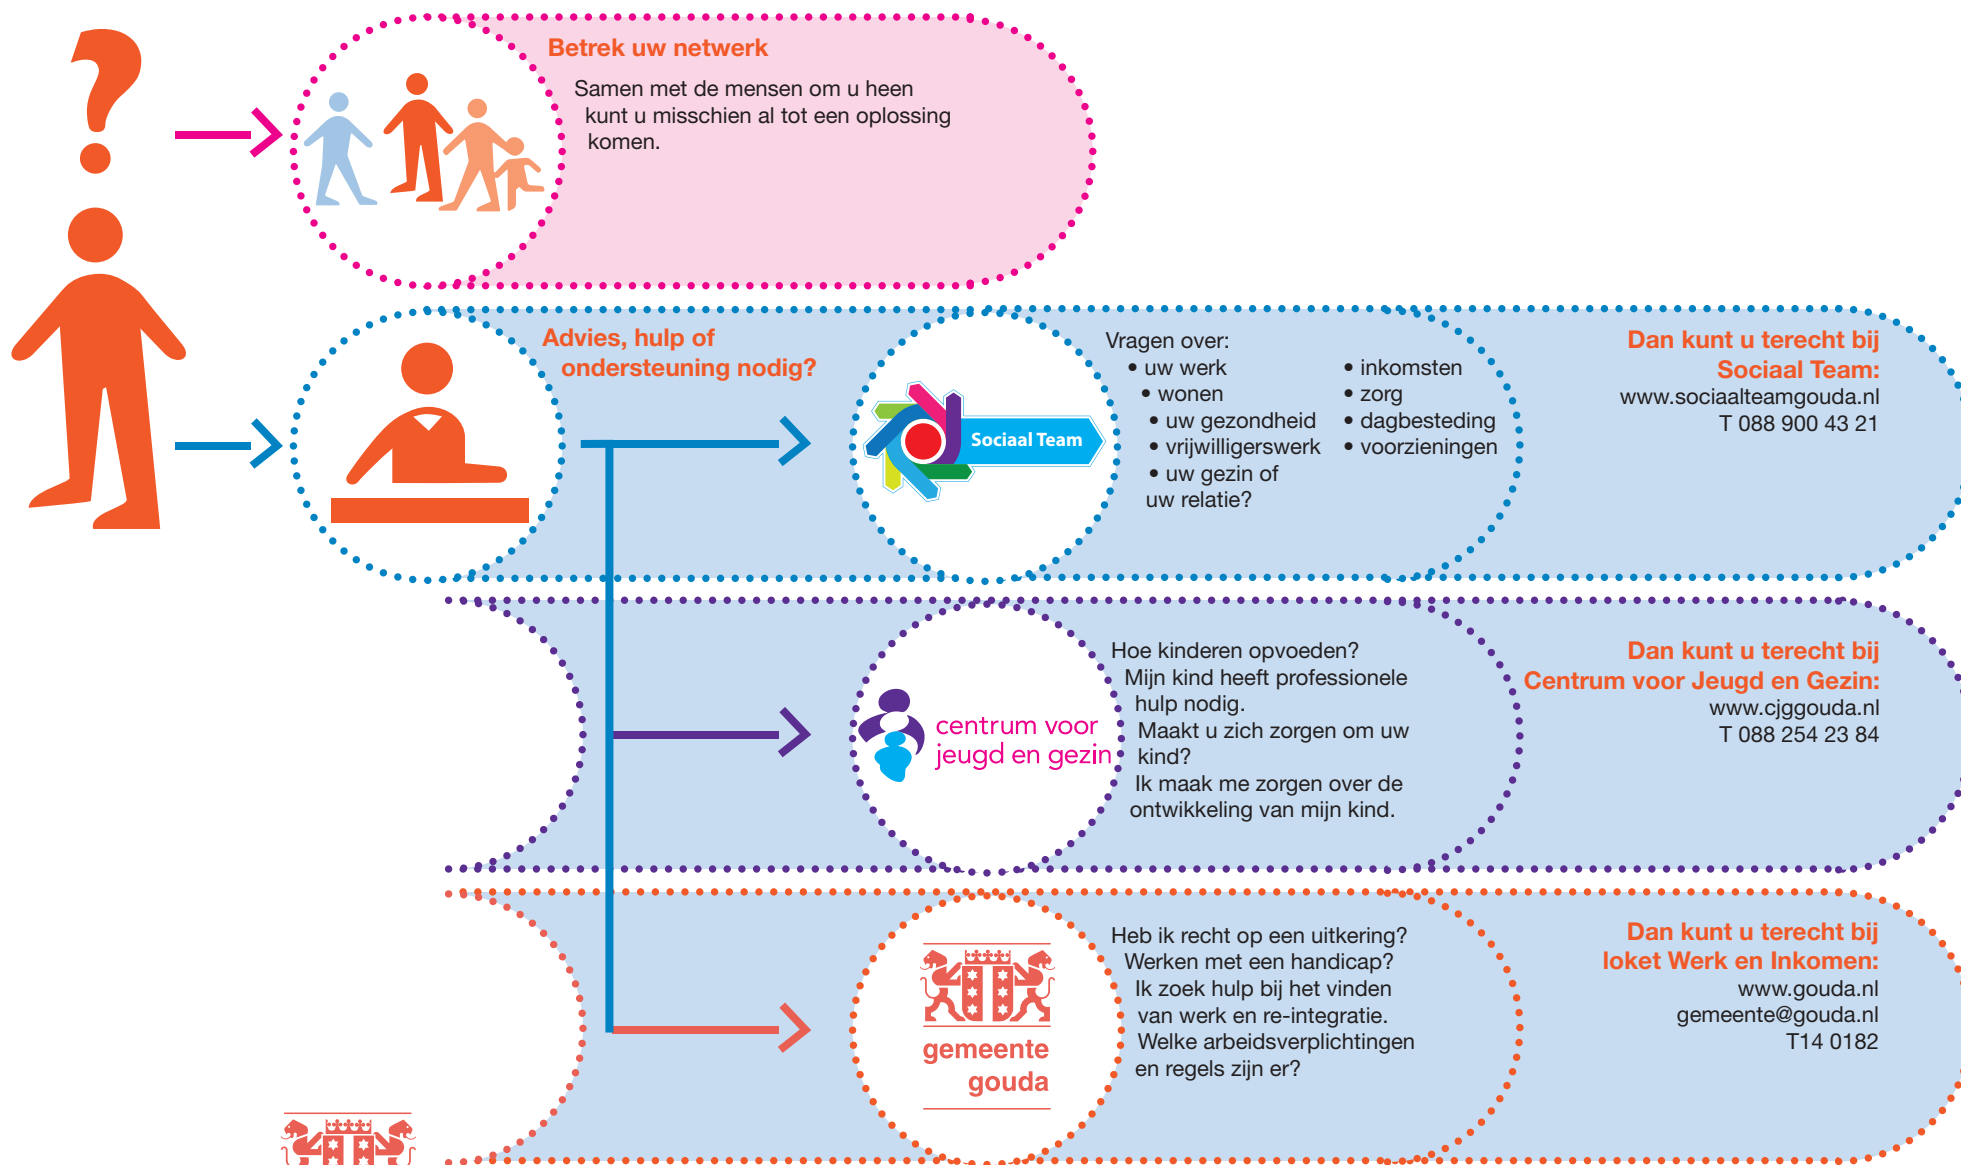 ?
Betrek uw netwerk
Samen met de mensen om u heen
kunt u misschien al tot een oplossing
komen.
Advies, hulp of
ondersteuning nodig?
Sociaal Team
Vragen over:
• uw werk
• wonen
• uw gezondheid
• vrijwilligerswerk
• uw gezin of
uw relatie?
• inkomsten
• zorg
• dagbesteding
• voorzieningen
Dan kunt u terecht bij
Sociaal Team:
www.sociaalteamgouda.nl
T 088 900 43 21
centrum voor
jeugd en gezin
Hoe kinderen opvoeden?
Mijn kind heeft professionele
hulp nodig.
Maakt u zich zorgen om uw
kind?
Ik maak me zorgen over de
ontwikkeling van mijn kind.
Dan kunt u terecht bij
Centrum voor Jeugd en Gezin:
www.cjggouda.nl
T 088 254 23 84
gemeente
gouda
Heb ik recht op een uitkering?
Werken met een handicap?
Ik zoek hulp bij het vinden
van werk en re-integratie.
Welke arbeidsverplichtingen
en regels zijn er?
Dan kunt u terecht bij
loket Werk en Inkomen:
www.gouda.nl
gemeente@gouda.nl
T14 0182